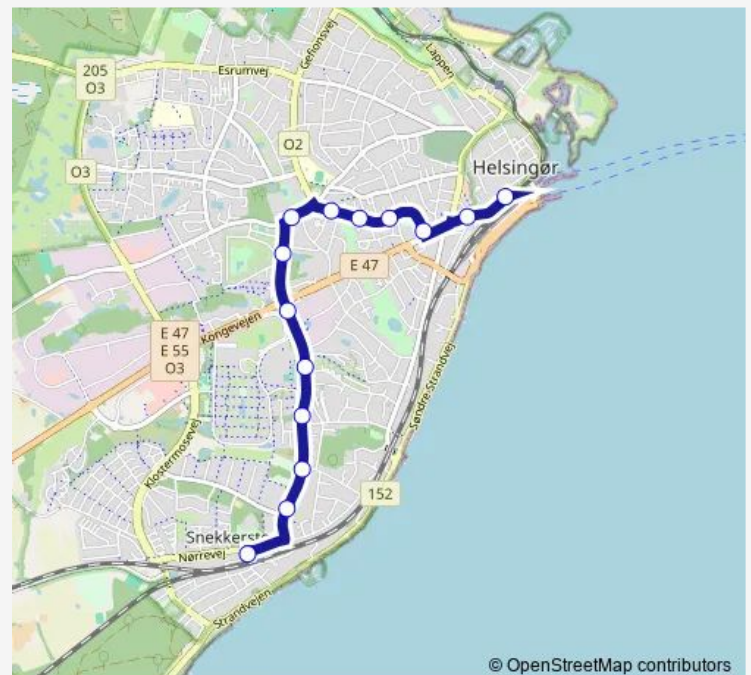 Gefionsvej
Lappen
205
O3
Esrumvej
O2
O3
Helsingør
E 47
E 47
E 55
O3
Kongevejen
Søndre Strandvej
Klostermosevej
152
Snekkerste
Nørrevej
Strandvejen
© OpenStreetMap contributors